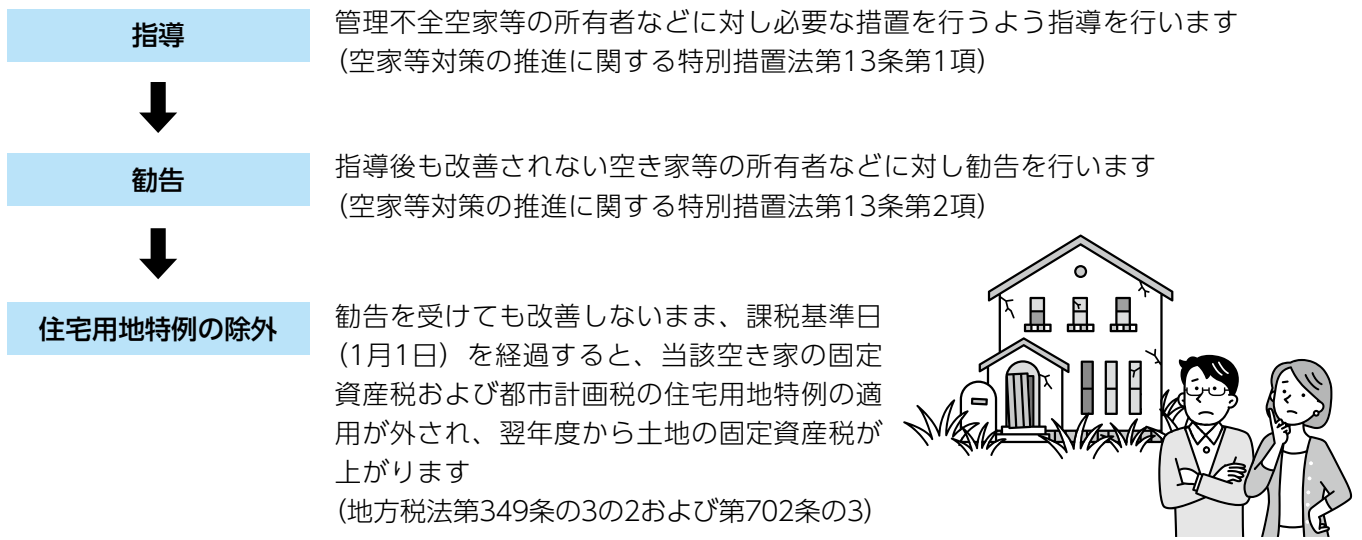 指導
管理不全空家等の所有者などに対し必要な措置を行うよう指導を行います
(空家等対策の推進に関する特別措置法第13条第1項)
勧告
指導後も改善されない空き家等の所有者などに対し勧告を行います
(空家等対策の推進に関する特別措置法第13条第2項)
住宅用地特例の除外
勧告を受けても改善しないまま、課税基準日
(1月1日) を経過すると、当該空き家の固定
資産税および都市計画税の住宅用地特例の適
用が外され、翌年度から土地の固定資産税が
上がります
(地方税法第349条の3の2および第702条の3)